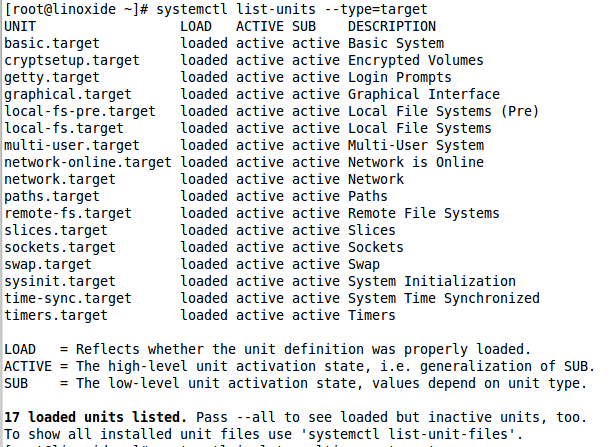 [root@linoxide ~]# systemctl list-units --type=target
UNIT                  LOAD   ACTIVE SUB    DESCRIPTION
basic.target          loaded active active Basic System
cryptsetup.target     loaded active active Encrypted Volumes
getty.target          loaded active active Login Prompts
graphical.target      loaded active active Graphical Interface
local-fs-pre.target   loaded active active Local File Systems (Pre)
local-fs.target       loaded active active Local File Systems
multi-user.target     loaded active active Multi-User System
network-online.target loaded active active Network is Online
network.target        loaded active active Network
paths.target          loaded active active Paths
remote-fs.target      loaded active active Remote File Systems
slices.target         loaded active active Slices
sockets.target        loaded active active Sockets
swap.target           loaded active active Swap
sysinit.target        loaded active active System Initialization
time-sync.target      loaded active active System Time Synchronized
timers.target         loaded active active Timers
LOAD   = Reflects whether the unit definition was properly loaded.
ACTIVE = The high-level unit activation state, i.e. generalization of SUB.
SUB    = The low-level unit activation state, values depend on unit type.
17 loaded units listed. Pass --all to see loaded but inactive units, too.
To show all installed unit files use 'systemctl list-unit-files'.